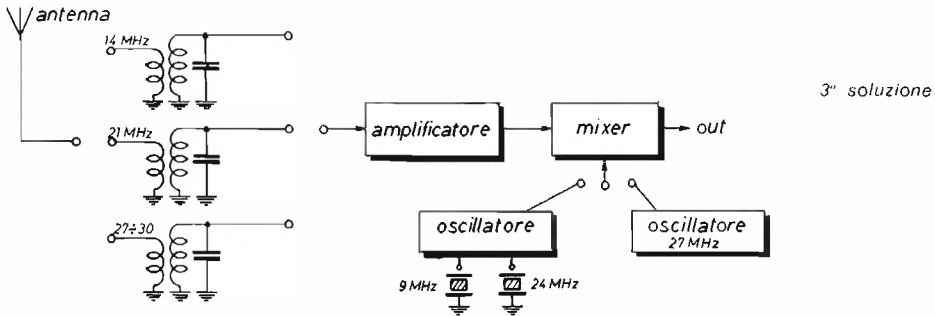 antenna
14 MHz
21 MHz
27÷30
amplificatore
mixer
out
3ª soluzione
oscillatore
9 MHz
24 MHz
oscillatore
27 MHz